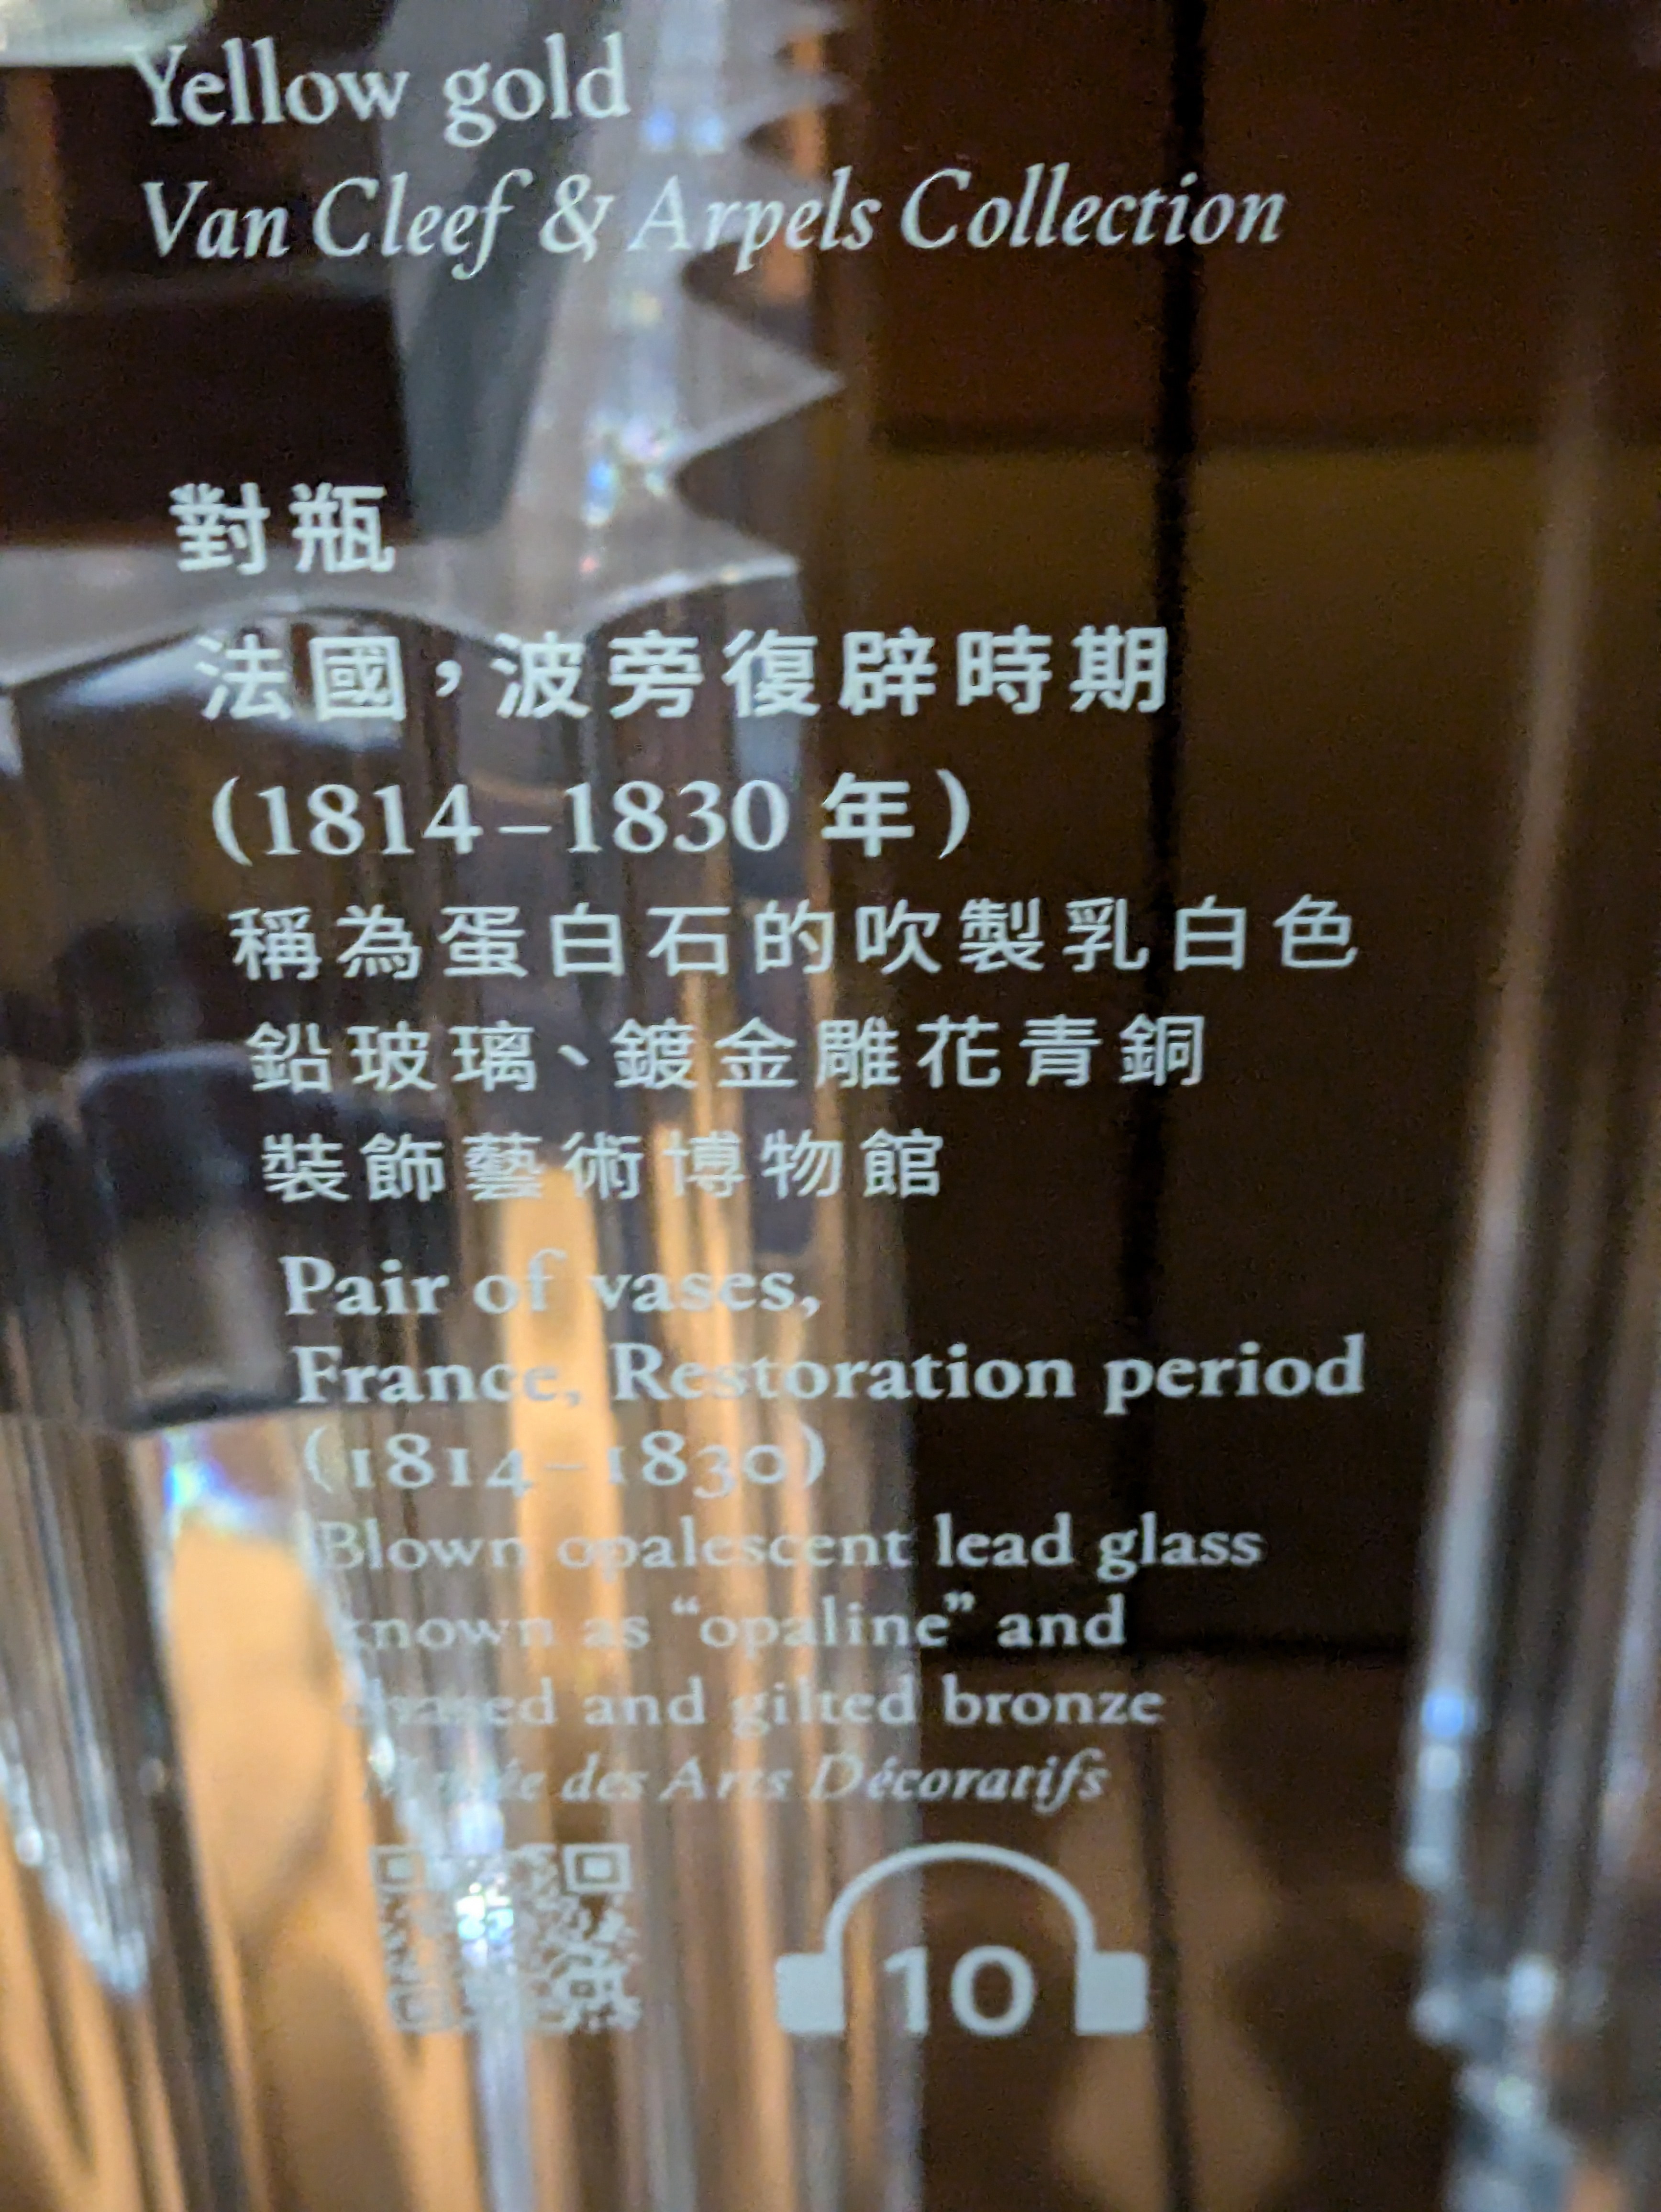 Yellow gold
Van Cleef & Arpels Collection
對瓶
法國，波旁復辟時期
(1814–1830 年)
稱為蛋白石的吹製乳白色
鉛玻璃、鍍金雕花青銅
裝飾藝術博物館
Pair of vases,
France, Restoration period
(1814–1830)
Blown opalescent lead glass
known as “opaline” and
chased and gilted bronze
Musée des Arts Décoratifs
10